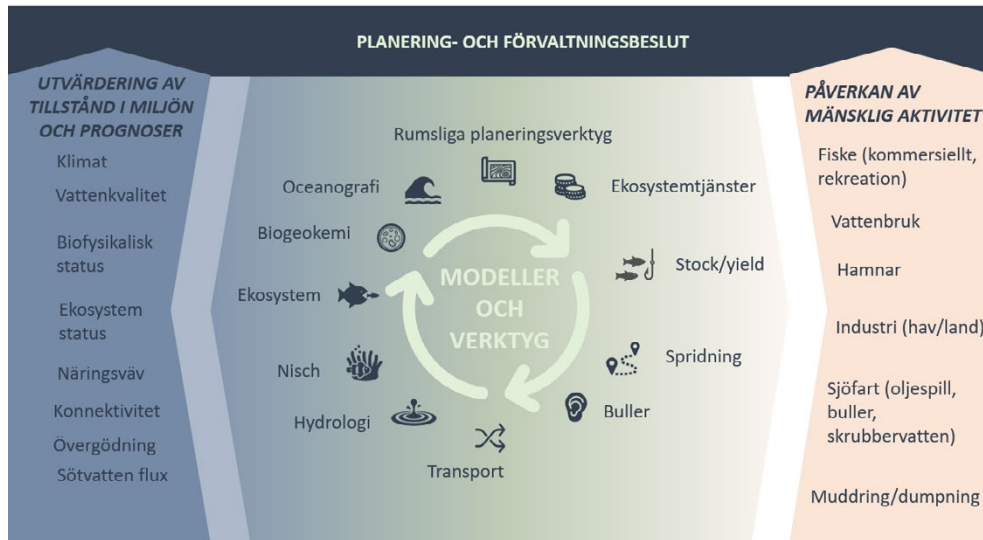 PLANERING- OCH FÖRVALTNINGSBESLUT
UTVÄRDERING AV
TILLSTÅND I MILJÖN
OCH PROGNOSER
Klimat
Vattenkvalitet
Biofysikalisk
status
Ekosystem
status
Näringsväv
Konnektivitet
Övergödning
Sötvatten flux
Rumsliga planeringsverktyg
Oceanografi
Ekosystemtjänster
Biogeokemi
Stock/yield
Ekosystem
MODELLER
OCH
VERKTYG
Nisch
Spridning
Hydrologi
Buller
Transport
PÅVERKAN AV
MÄNSKLIG AKTIVITET
Fiske (kommersiellt,
rekreation)
Vattenbruk
Hamnar
Industri (hav/land)
Sjöfart (oljespill,
buller,
skrubbervatten)
Muddring/dumpning